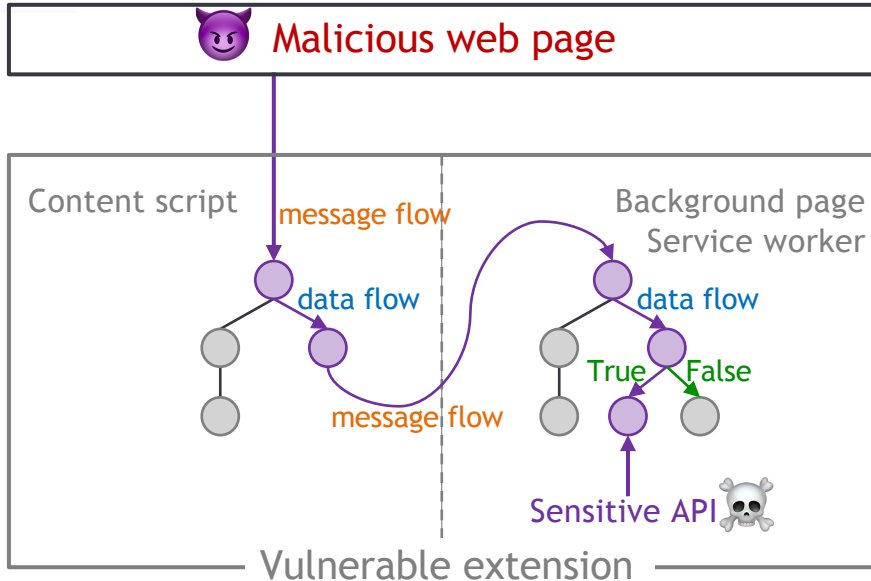 Malicious web page
Content script
Background page
Service worker
message flow
data flow
data flow
True
False
message flow
Sensitive API
Vulnerable extension